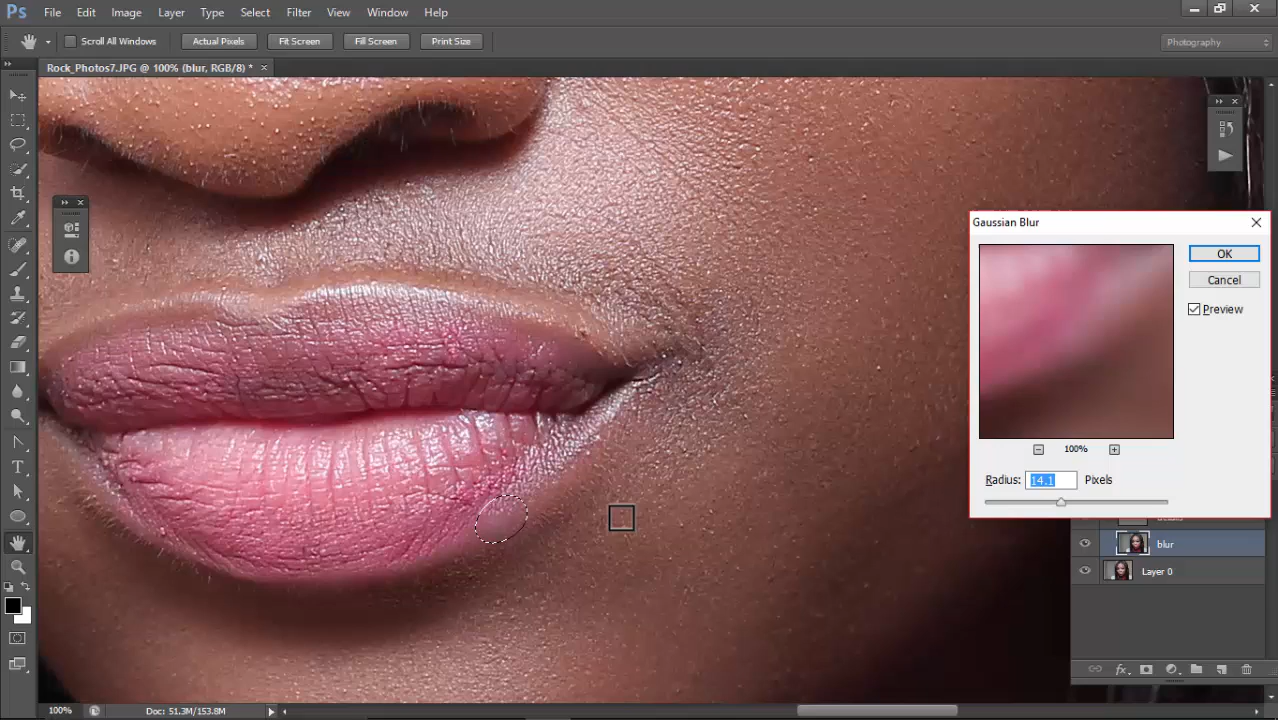 Ps File Edit Image Layer Type Select Filter View Window Help
Scroll All Windows Actual Pixels Fit Screen Fill Screen Print Size Photography
Rock_Photos7.JPG @ 100% (blur, RGB/8) *
Gaussian Blur
OK
Cancel
Preview
100%
Radius: 14.1 Pixels
blur
Layer 0
fx
100% Doc: 51.3M/153.8M